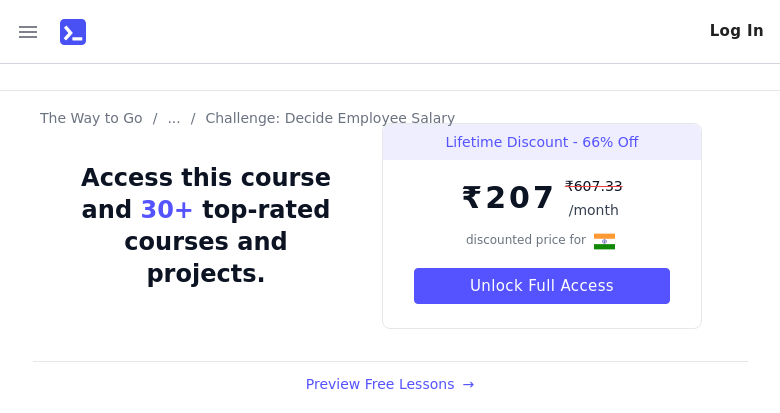 Log In
The Way to Go / ... / Challenge: Decide Employee Salary
Access this course
and 30+ top-rated
courses and
projects.
Lifetime Discount - 66% Off
₹207 ₹607.33
/month
discounted price for
Unlock Full Access
Preview Free Lessons →